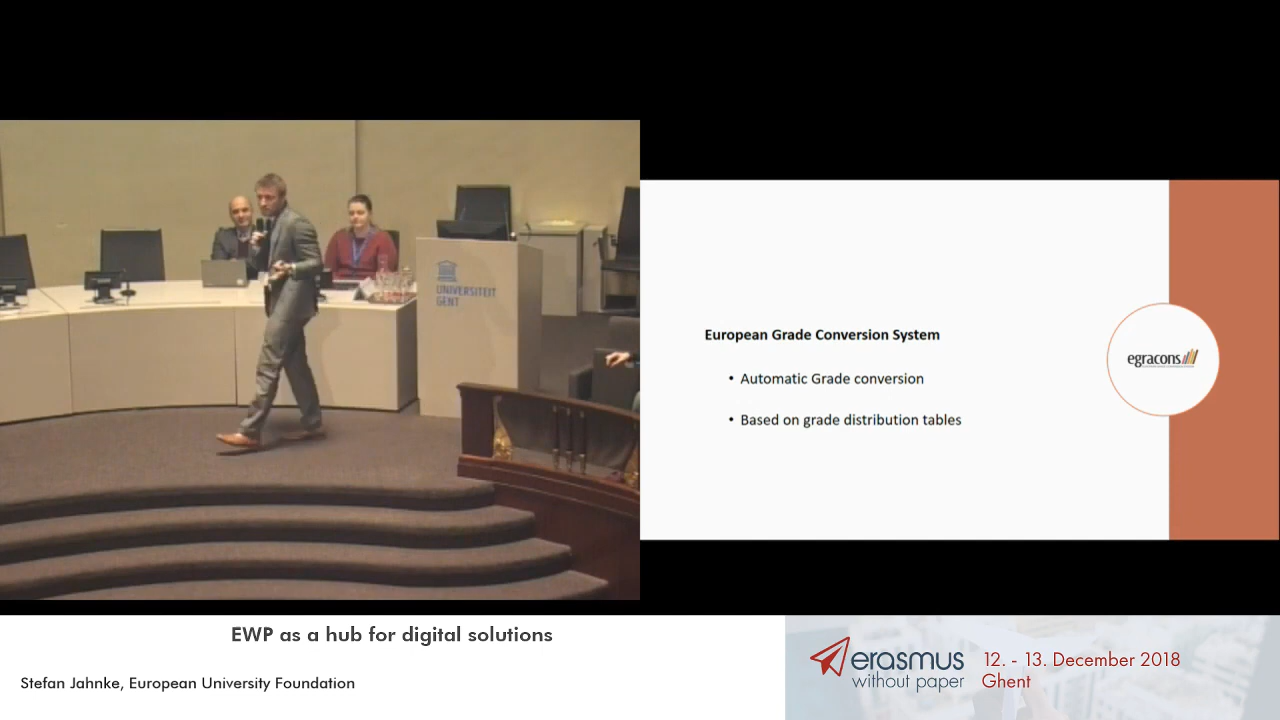 UNIVERSITEIT
GENT
European Grade Conversion System
• Automatic Grade conversion
• Based on grade distribution tables
egracons
EWP as a hub for digital solutions
Stefan Jahnke, European University Foundation
erasmus
without paper
12. - 13. December 2018
Ghent